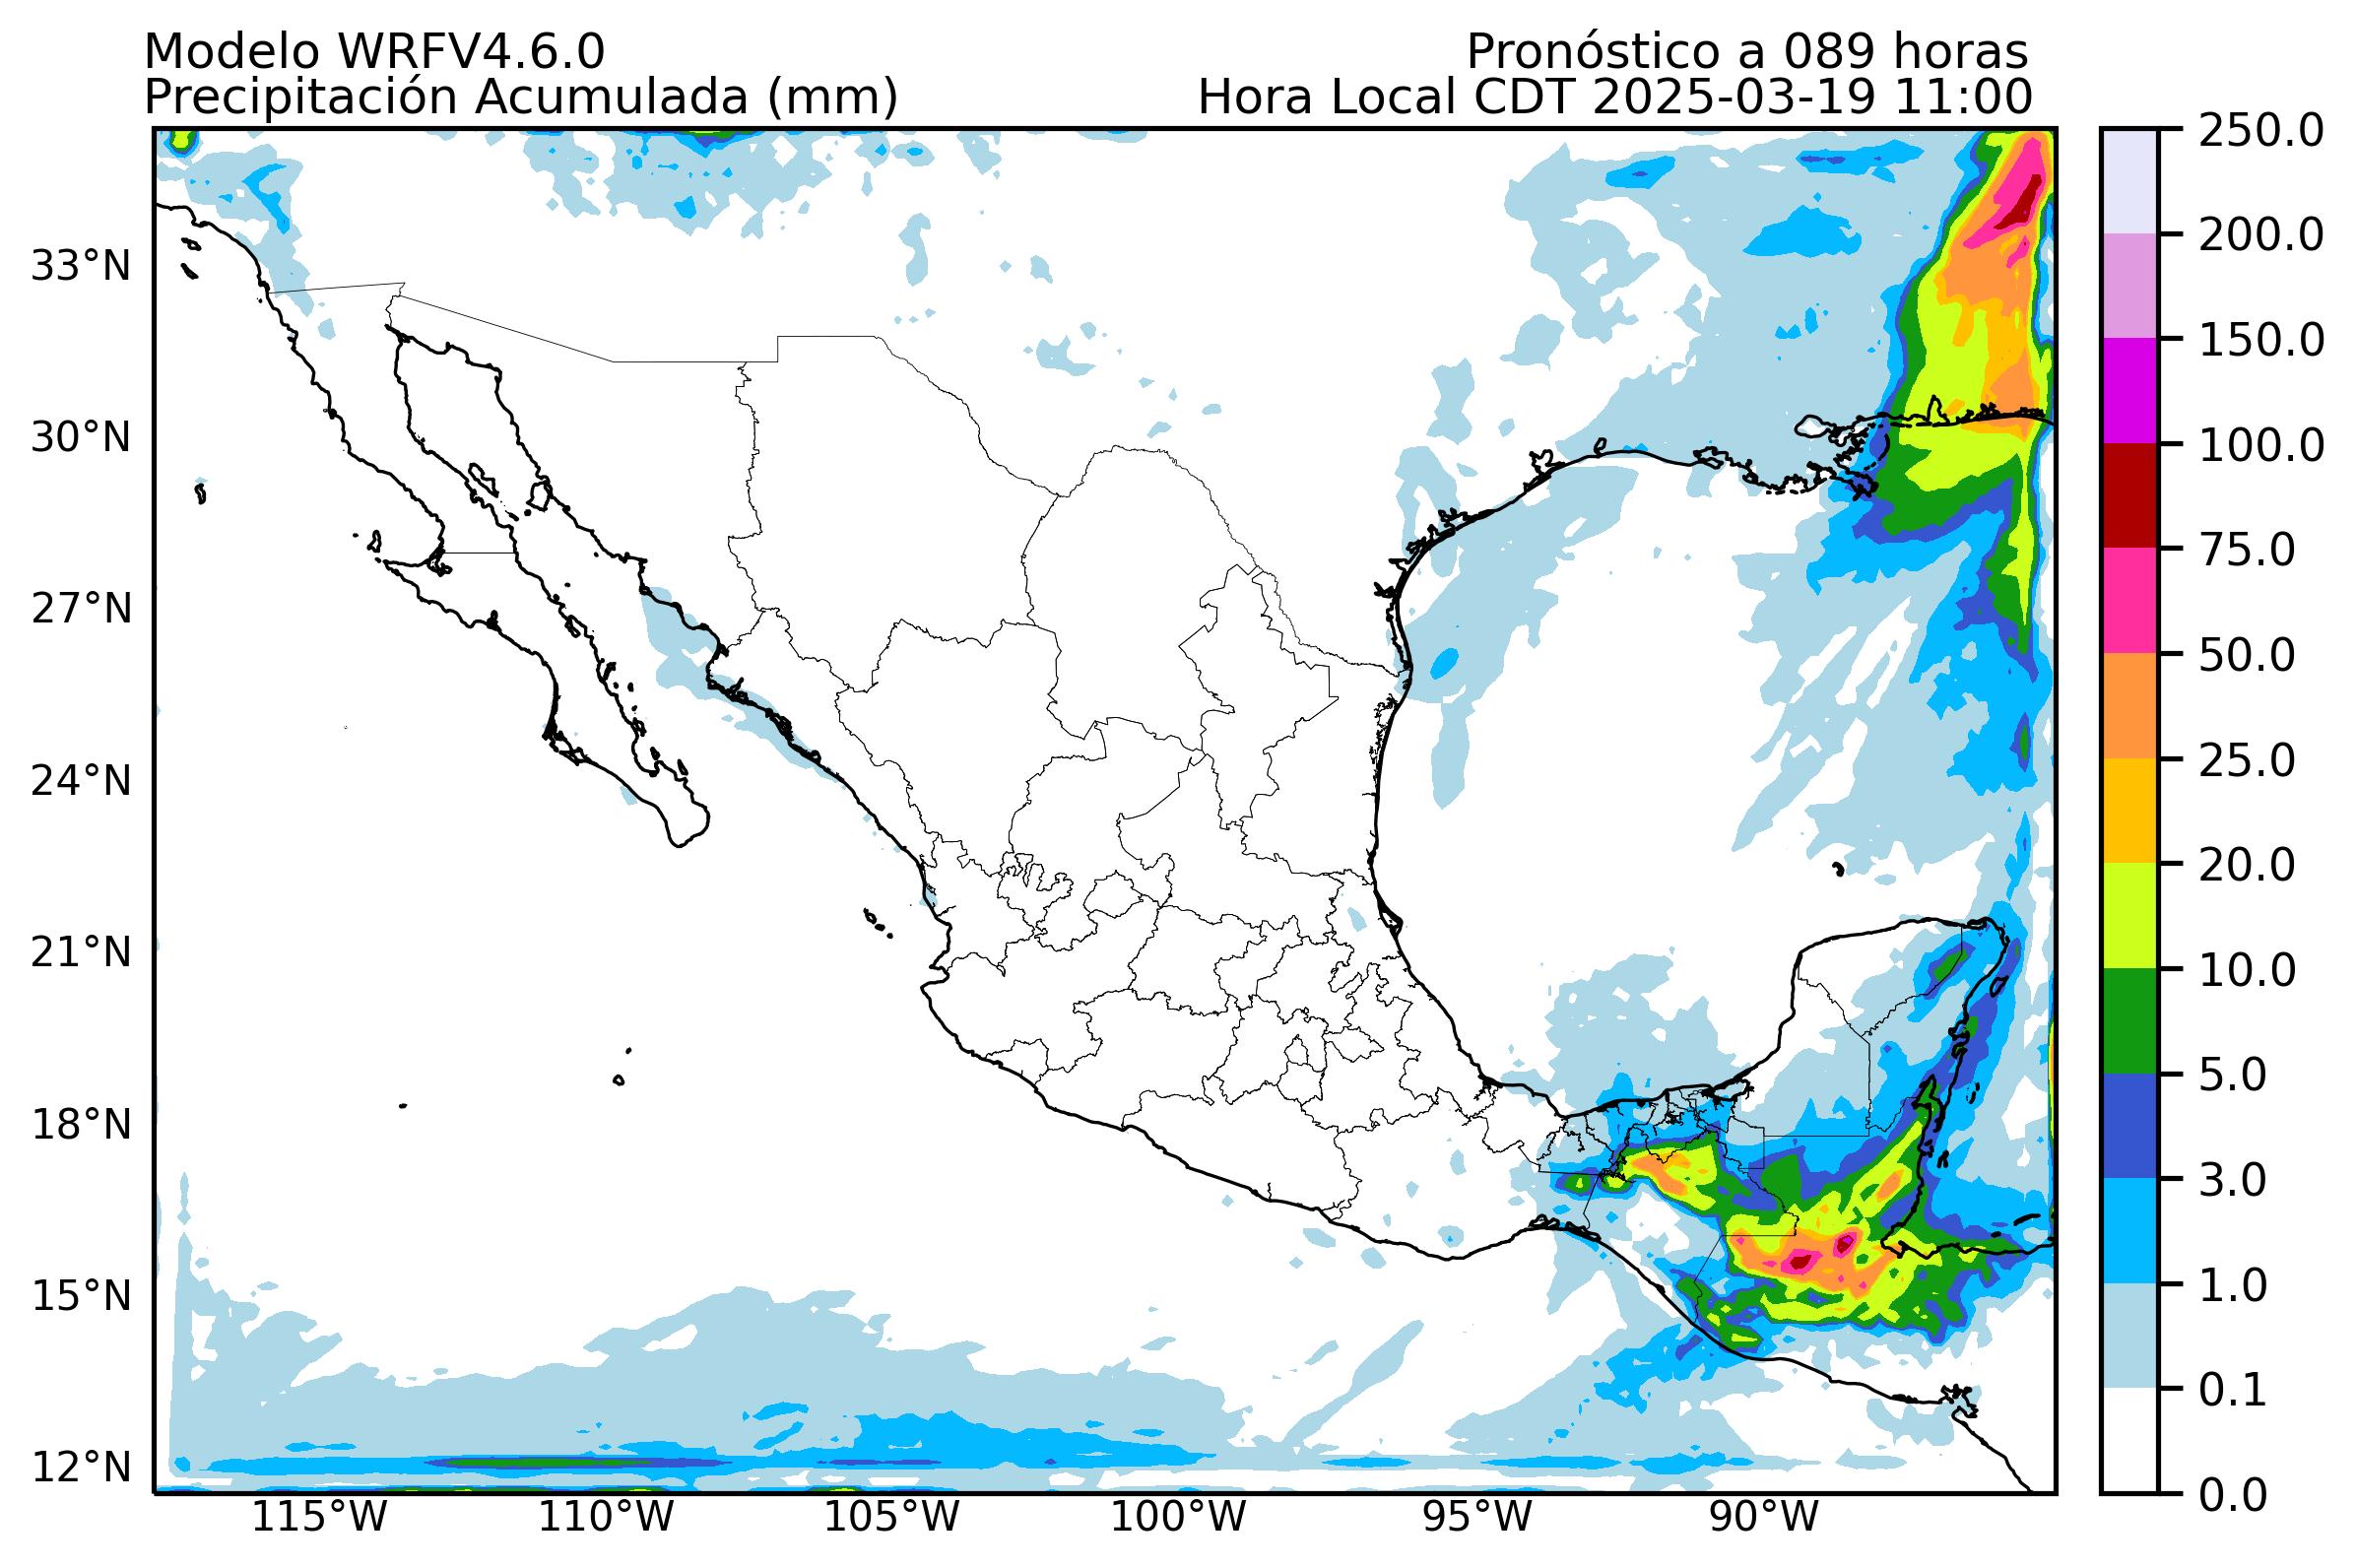 Modelo WRFV4.6.0
Pronóstico a 089 horas
Precipitación Acumulada (mm)
Hora Local CDT 2025-03-19 11:00
33°N
30°N
27°N
24°N
21°N
18°N
15°N
12°N
115°W
110°W
105°W
100°W
95°W
90°W
250.0
200.0
150.0
100.0
75.0
50.0
25.0
20.0
10.0
5.0
3.0
1.0
0.1
0.0